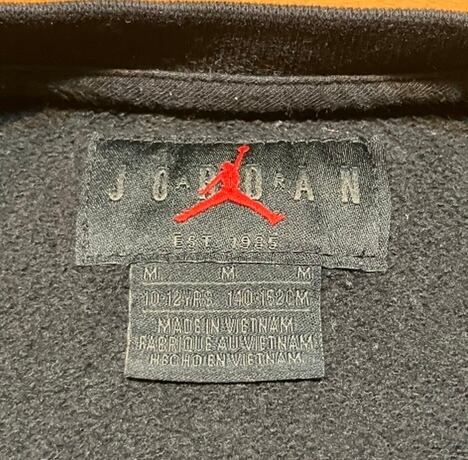 JORDAN
EST. 1985
M M M
10-12YRS 140-152CM
MADE IN VIETNAM
FABRIQUE AU VIETNAM
HECHO EN VIETNAM